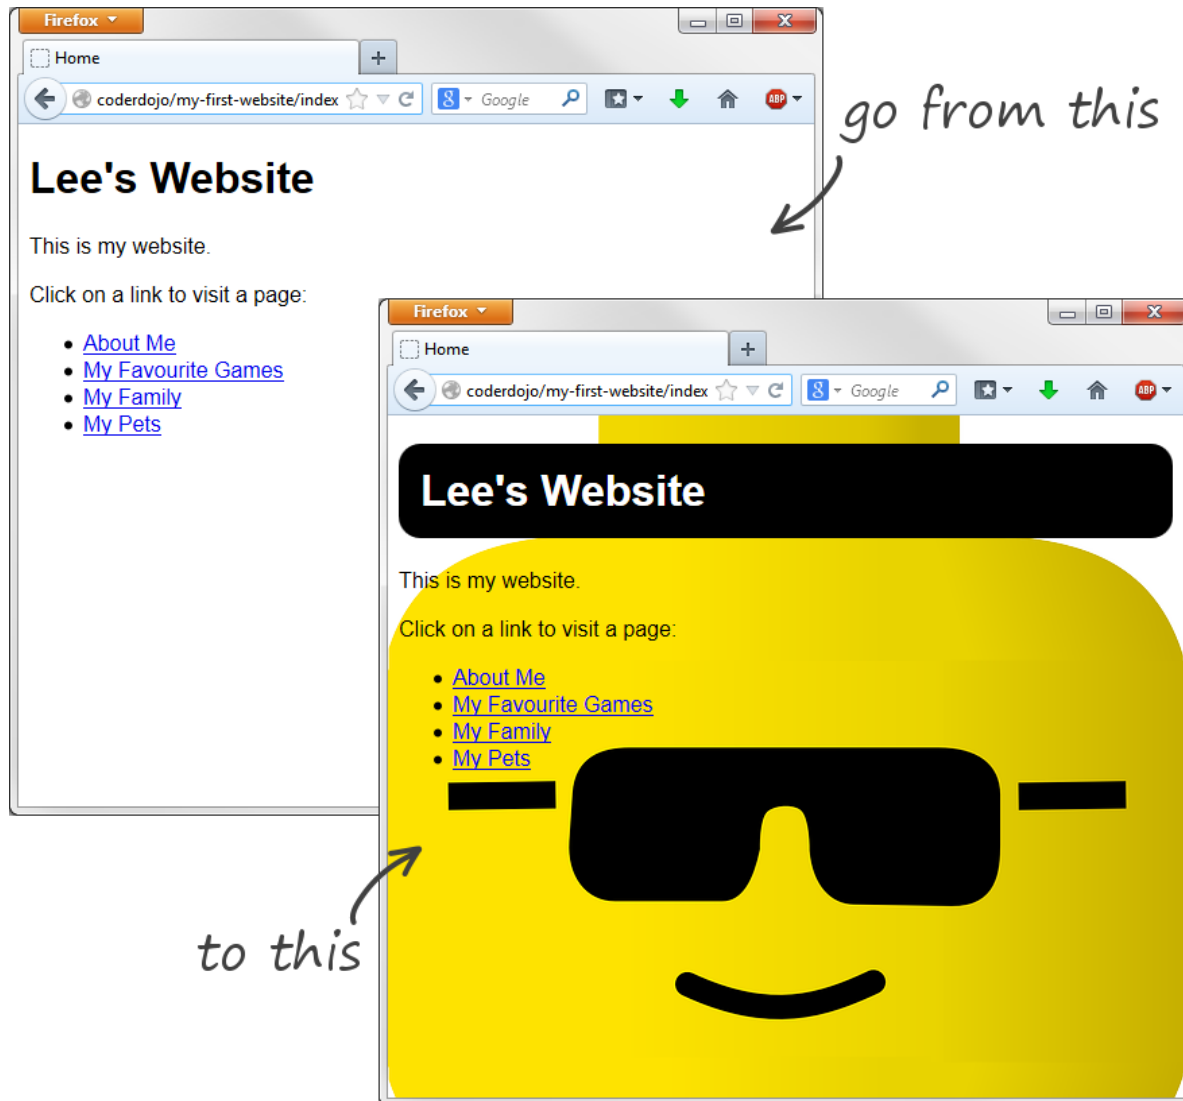 Firefox
Home
coderdojo/my-first-website/index
Google
ABP
go from this
Lee's Website
This is my website.
Click on a link to visit a page:
About Me
My Favourite Games
My Family
My Pets
Firefox
Home
coderdojo/my-first-website/index
Google
ABP
Lee's Website
This is my website.
Click on a link to visit a page:
About Me
My Favourite Games
My Family
My Pets
to this